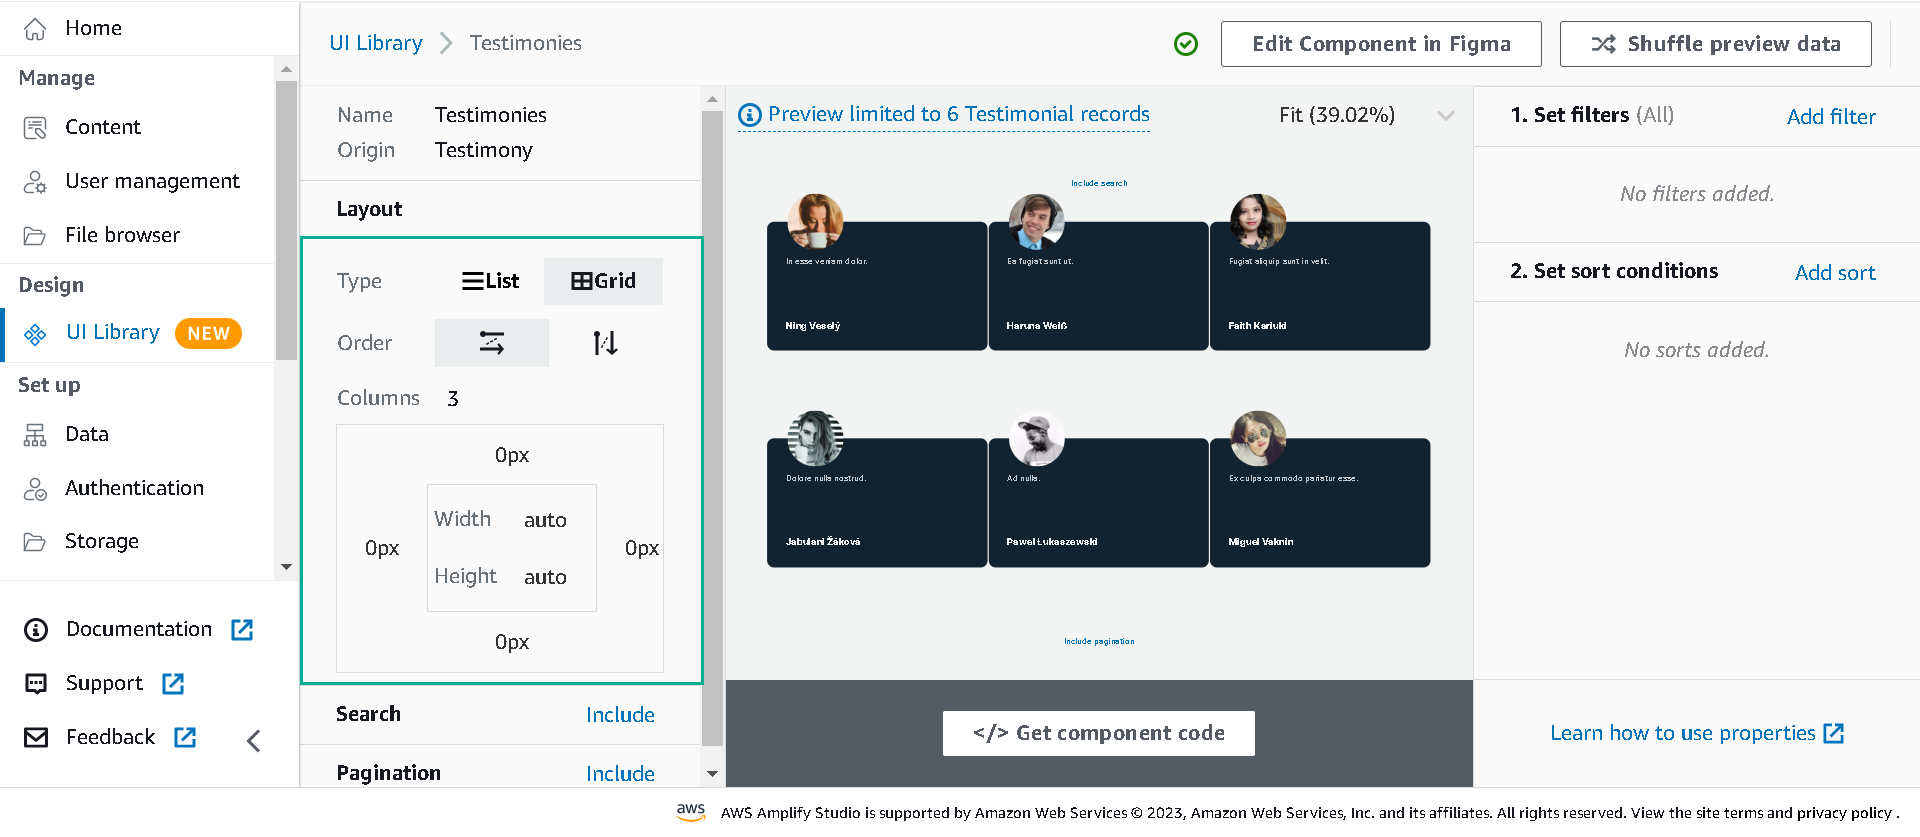 Home
Manage
Content
User management
File browser
Design
UI Library NEW
Set up
Data
Authentication
Storage
Documentation
Support
Feedback
UI Library Testimonies
Edit Component in Figma
Shuffle preview data
Name Testimonies
Origin Testimony
Layout
Type List Grid
Order
Columns 3
0px
Width auto
0px 0px
Height auto
0px
Search Include
Pagination Include
Preview limited to 6 Testimonial records
Fit (39.02%)
Include search
In esse veniam dolor.
Ning Veselý
Ea fugiat sunt ut.
Haruna Weiß
Fugiat aliquip sunt in velit.
Faith Kariuki
Dolore nulla nostrud.
Jabulani Žáková
Ad nulla.
Paweł Łukaszewski
Ex culpa commodo pariatur esse.
Miguel Vaknin
Include pagination
</> Get component code
1. Set filters (All) Add filter
No filters added.
2. Set sort conditions Add sort
No sorts added.
Learn how to use properties
aws AWS Amplify Studio is supported by Amazon Web Services © 2023, Amazon Web Services, Inc. and its affiliates. All rights reserved. View the site terms and privacy policy .